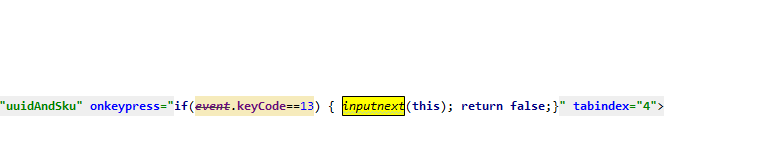 "uuidAndSku" onkeypress="if(event.keyCode==13) { inputnext(this); return false;}" tabindex="4">